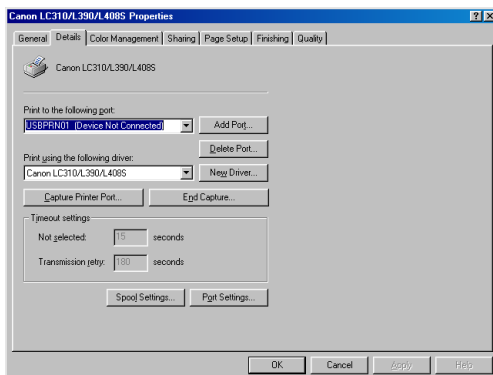 Canon LC310/L390/L408S Properties
General Details Color Management Sharing Page Setup Finishing Quality
Canon LC310/L390/L408S
Print to the following port:
USBPRN01 (Device Not Connected) Add Port...
Delete Port...
Print using the following driver:
Canon LC310/L390/L408S New Driver...
Capture Printer Port... End Capture...
Timeout settings
Not selected: 15 seconds
Transmission retry: 180 seconds
Spool Settings... Port Settings...
OK Cancel Apply Help